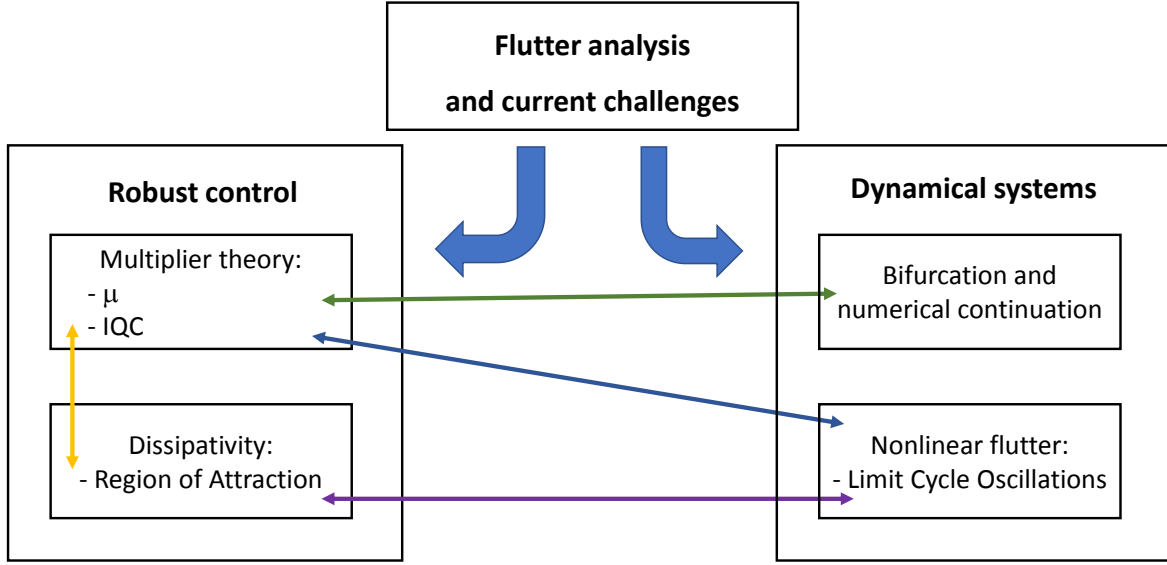 Flutter analysis
and current challenges
Robust control
Multiplier theory:
- μ
- IQC
Dissipativity:
- Region of Attraction
Dynamical systems
Bifurcation and
numerical continuation
Nonlinear flutter:
- Limit Cycle Oscillations